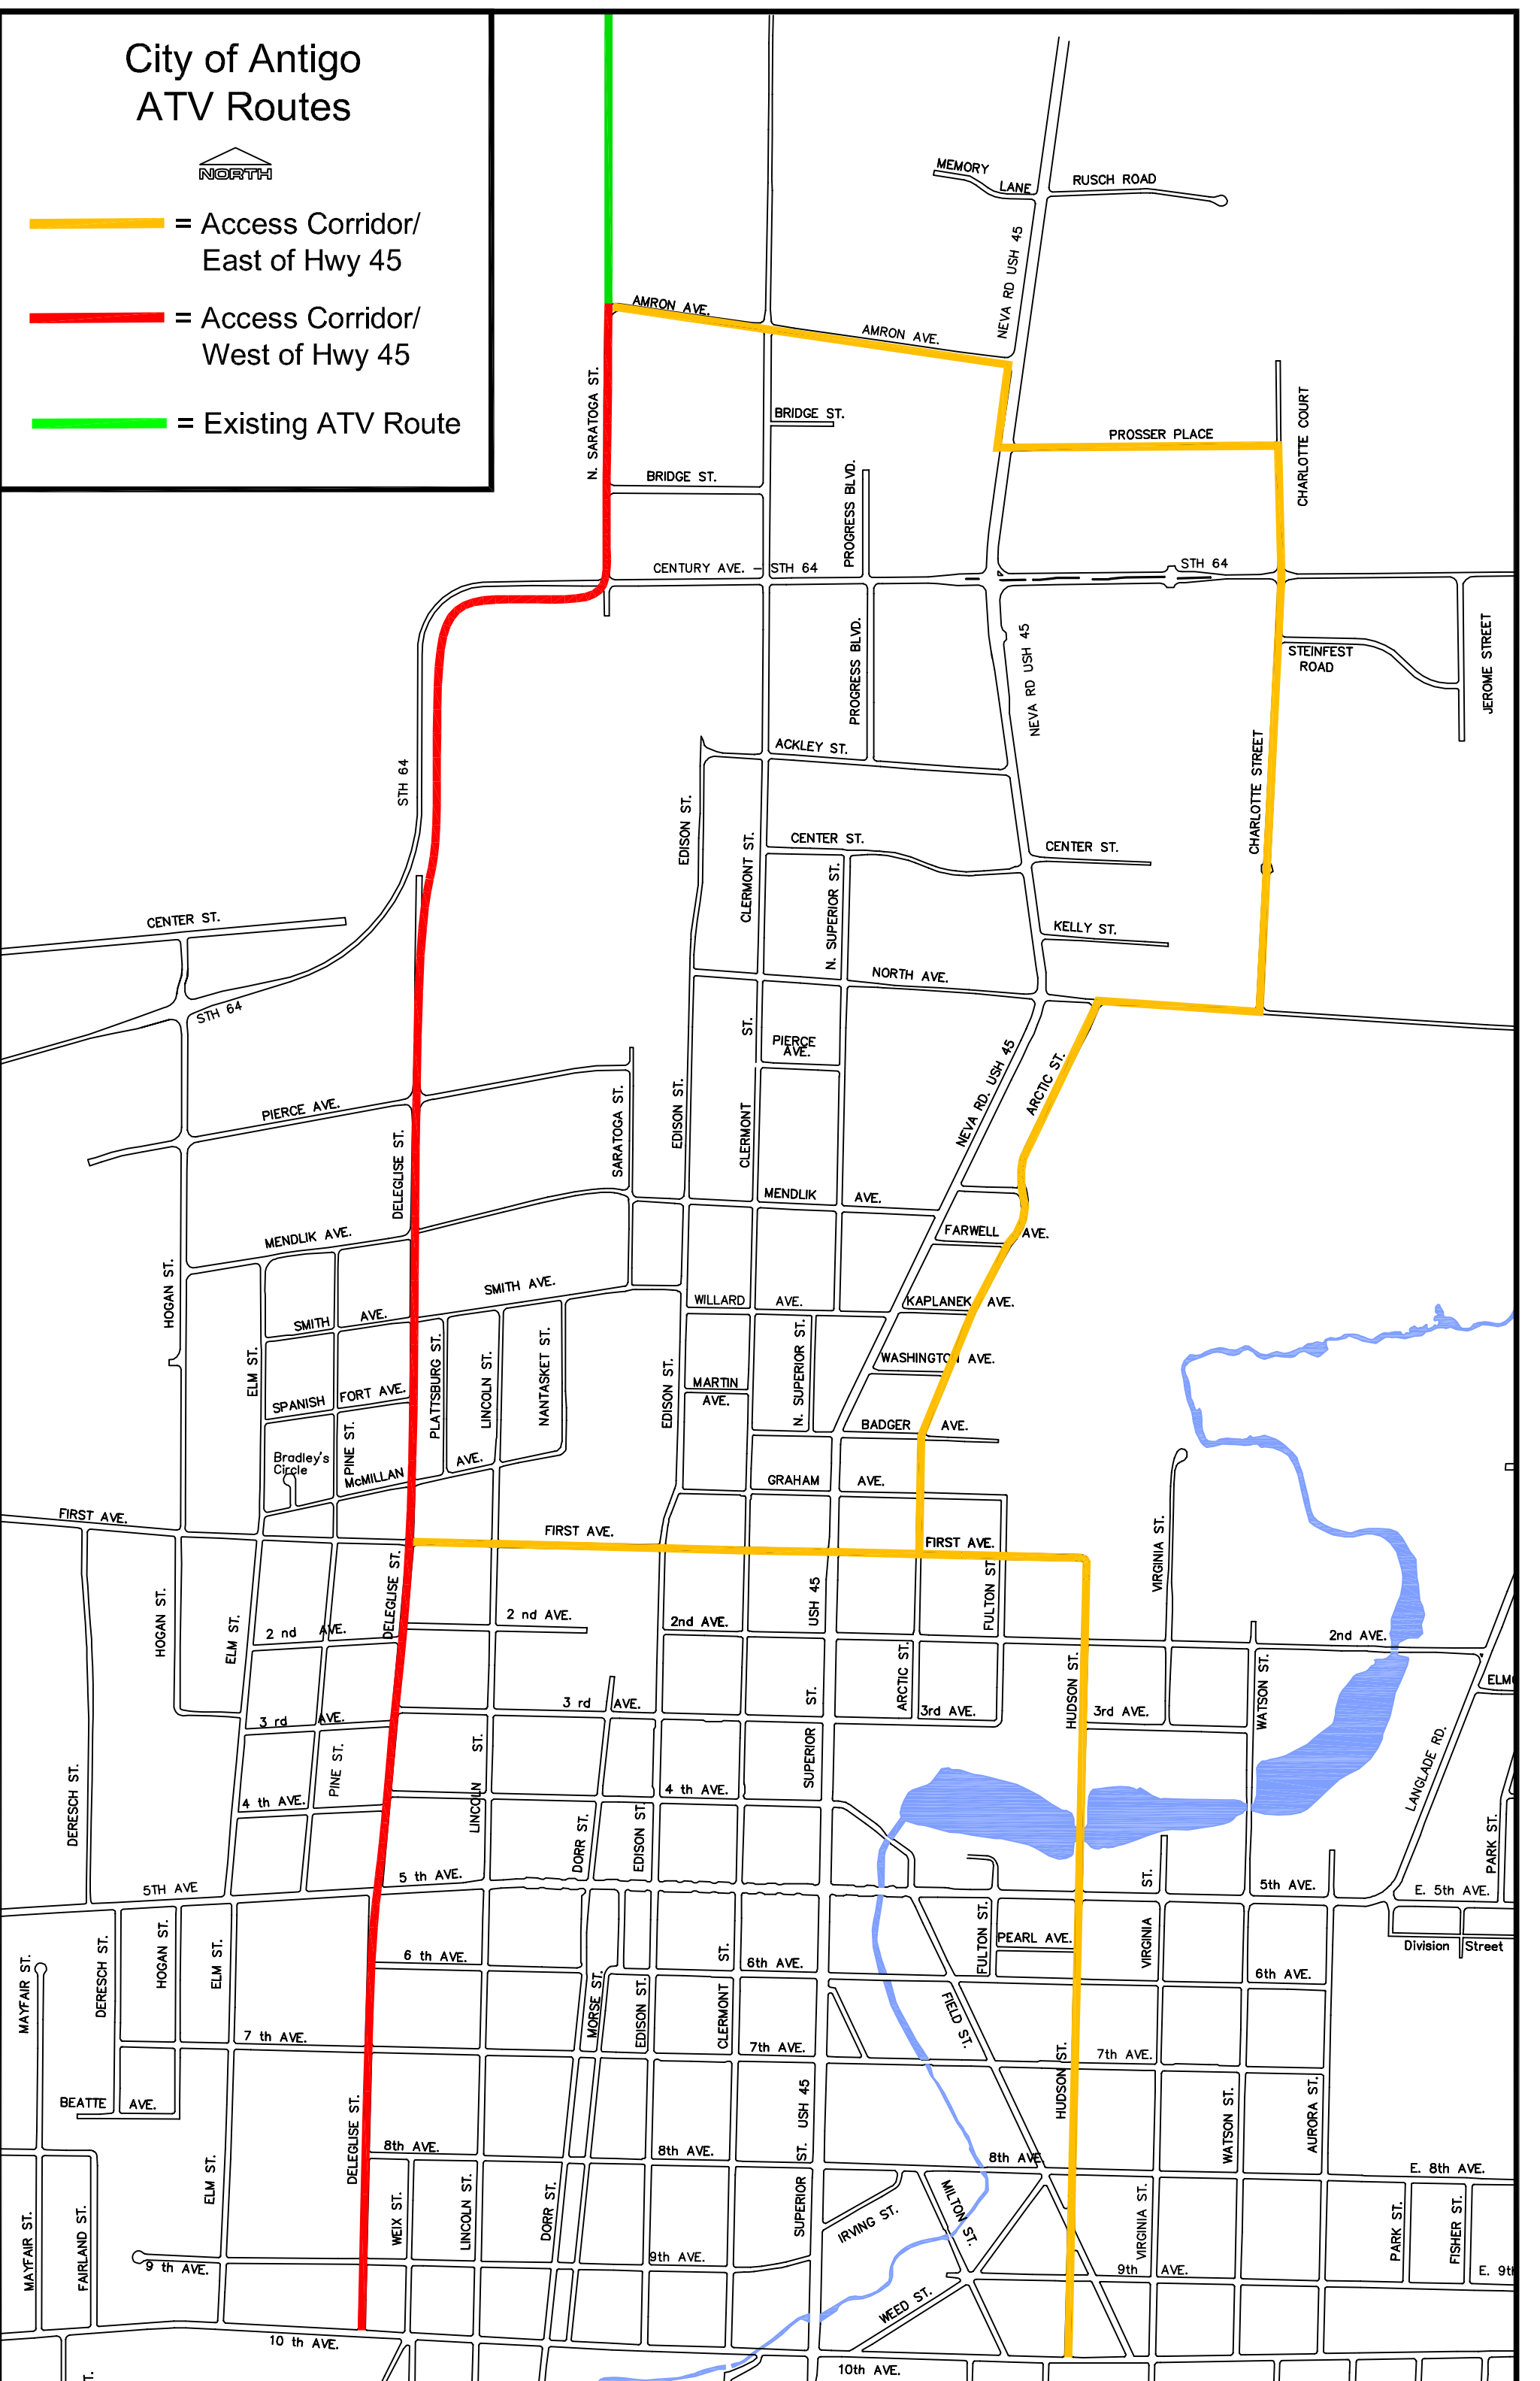 City of Antigo
ATV Routes
NORTH
= Access Corridor/
East of Hwy 45
= Access Corridor/
West of Hwy 45
= Existing ATV Route
MEMORY
LANE
RUSCH ROAD
NEVA RD USH 45
AMRON AVE.
AMRON AVE.
N. SARATOGA ST.
BRIDGE ST.
BRIDGE ST.
PROGRESS BLVD.
PROSSER PLACE
CHARLOTTE COURT
CENTURY AVE. - STH 64
STH 64
PROGRESS BLVD.
NEVA RD USH 45
STEINFEST
ROAD
JEROME STREET
STH 64
ACKLEY ST.
CHARLOTTE STREET
EDISON ST.
CLERMONT ST.
CENTER ST.
N. SUPERIOR ST.
CENTER ST.
CENTER ST.
KELLY ST.
NORTH AVE.
STH 64
ST.
PIERCE
AVE.
NEVA RD. USH 45
ARCTIC ST.
PIERCE AVE.
DELEGLISE ST.
SARATOGA ST.
EDISON ST.
CLERMONT
MENDLIK
AVE.
FARWELL
AVE.
MENDLIK AVE.
HOGAN ST.
SMITH AVE.
WILLARD
AVE.
KAPLANEK
AVE.
SMITH
AVE.
ELM ST.
PLATTSBURG ST.
LINCOLN ST.
NANTASKET ST.
EDISON ST.
N. SUPERIOR ST.
WASHINGTON AVE.
MARTIN
AVE.
SPANISH
FORT AVE.
PINE ST.
BADGER
AVE.
Bradley's
Circle
McMILLAN
AVE.
GRAHAM
AVE.
FIRST AVE.
FIRST AVE.
FIRST AVE.
VIRGINIA ST.
HOGAN ST.
ELM ST.
DELEGLISE ST.
USH 45
FULTON ST.
2 nd
AVE.
2 nd AVE.
2nd AVE.
2nd AVE.
ARCTIC ST.
HUDSON ST.
WATSON ST.
3 rd
AVE.
3 rd
AVE.
ST.
3rd AVE.
3rd AVE.
DERESCH ST.
PINE ST.
ST.
LINCOLN
SUPERIOR
LANGLADE RD.
4 th AVE.
4 th AVE.
DORR ST.
EDISON ST.
PARK ST.
5TH AVE
5 th AVE.
ST.
5th AVE.
E. 5th AVE.
MAYFAIR ST.
DERESCH ST.
HOGAN ST.
ELM ST.
6 th AVE.
ST.
6th AVE.
FULTON ST.
PEARL AVE.
VIRGINIA
6th AVE.
Division
Street
MORSE ST.
EDISON ST.
CLERMONT
FIELD ST.
7 th AVE.
7th AVE.
HUDSON ST.
7th AVE.
BEATTE
AVE.
DELEGLISE ST.
USH 45
WATSON ST.
AURORA ST.
8th AVE.
8th AVE.
ST.
8th AVE.
E. 8th AVE.
MAYFAIR ST.
FAIRLAND ST.
ELM ST.
WEIX ST.
LINCOLN ST.
DORR ST.
SUPERIOR
IRVING ST.
MILTON ST.
VIRGINIA ST.
PARK ST.
FISHER ST.
9 th AVE.
9th AVE.
9th
AVE.
WEED ST.
10 th AVE.
10th AVE.